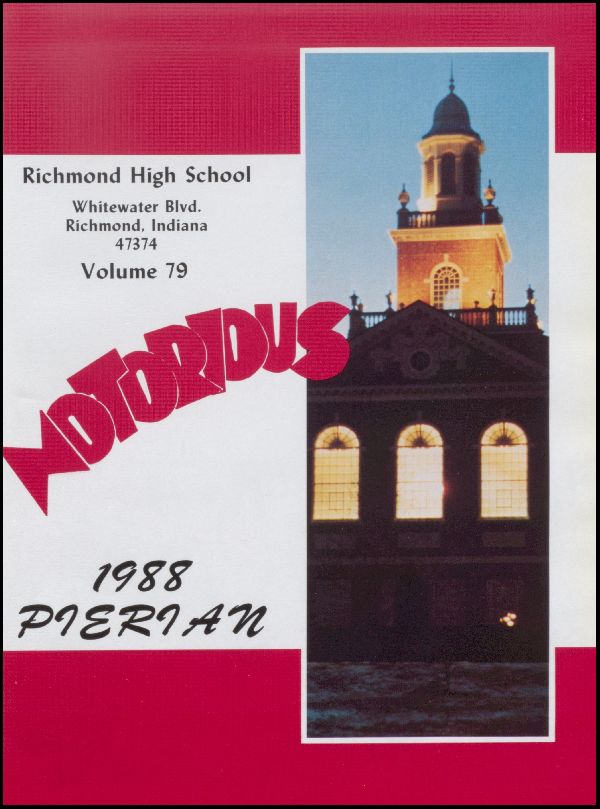 Richmond High School
Whitewater Blvd.
Richmond, Indiana
47374
Volume 79
NOTORIOUS
1988
PIERIAN